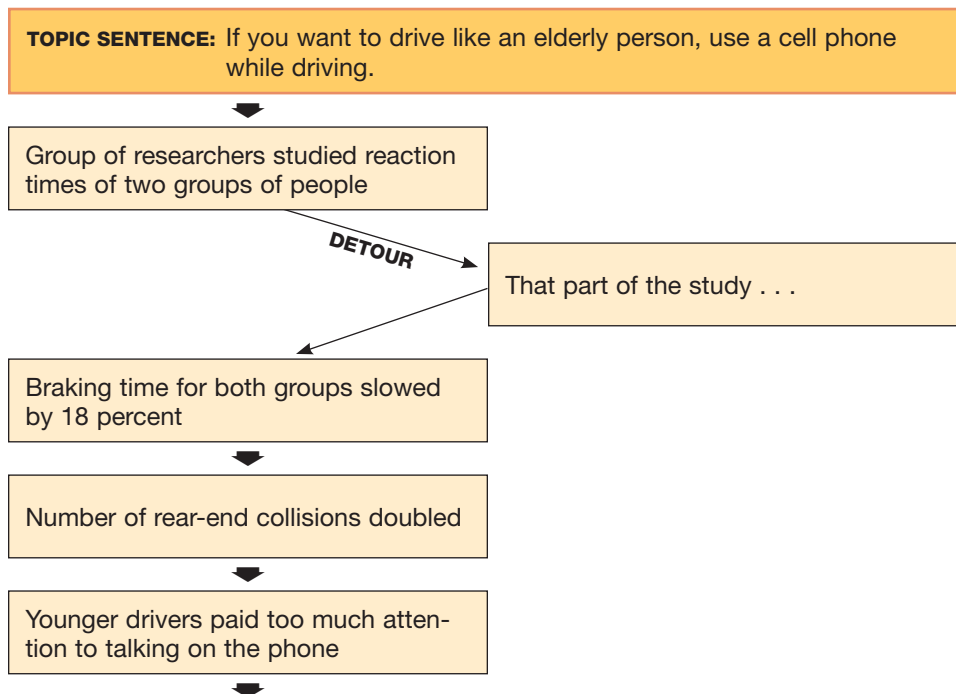 TOPIC SENTENCE: If you want to drive like an elderly person, use a cell phone
while driving.
Group of researchers studied reaction
times of two groups of people
DETOUR
That part of the study . . .
Braking time for both groups slowed
by 18 percent
Number of rear-end collisions doubled
Younger drivers paid too much atten-
tion to talking on the phone